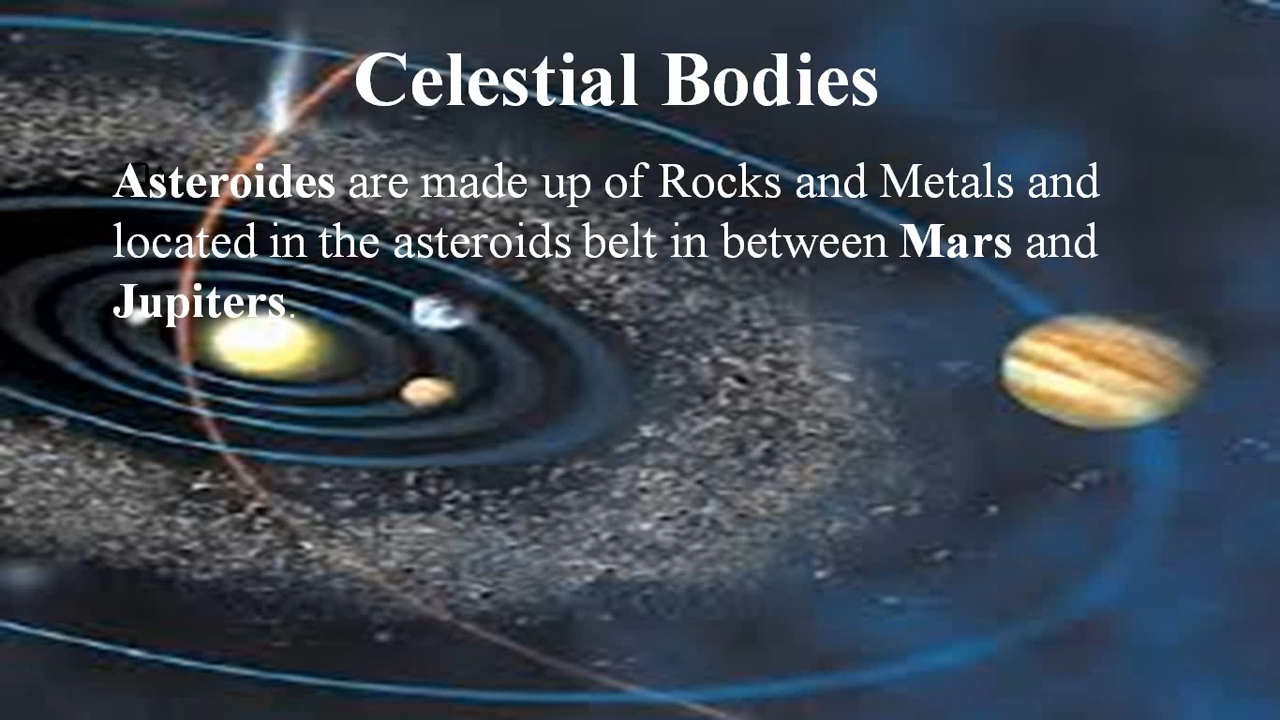 Celestial Bodies
Asteroides are made up of Rocks and Metals and
located in the asteroids belt in between Mars and
Jupiters.